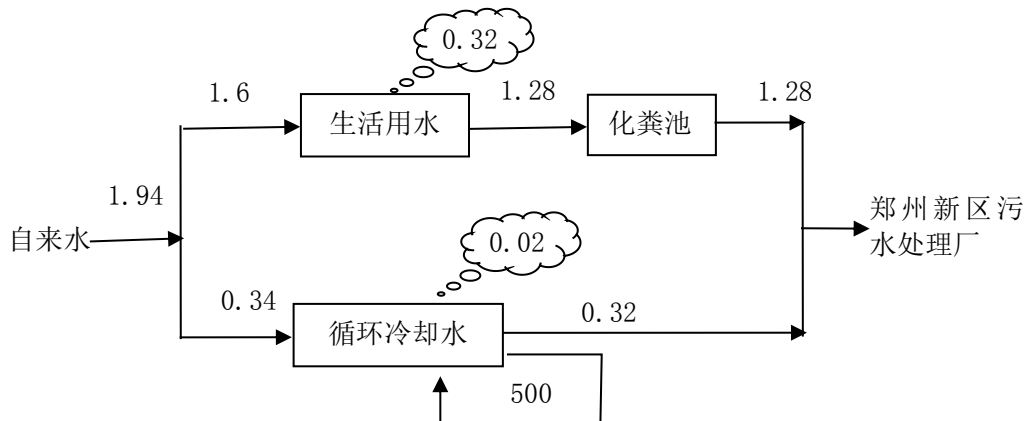 0.32
1.6
生活用水
1.28
化粪池
1.28
1.94
自来水
郑州新区污
水处理厂
0.02
0.34
循环冷却水
0.32
500